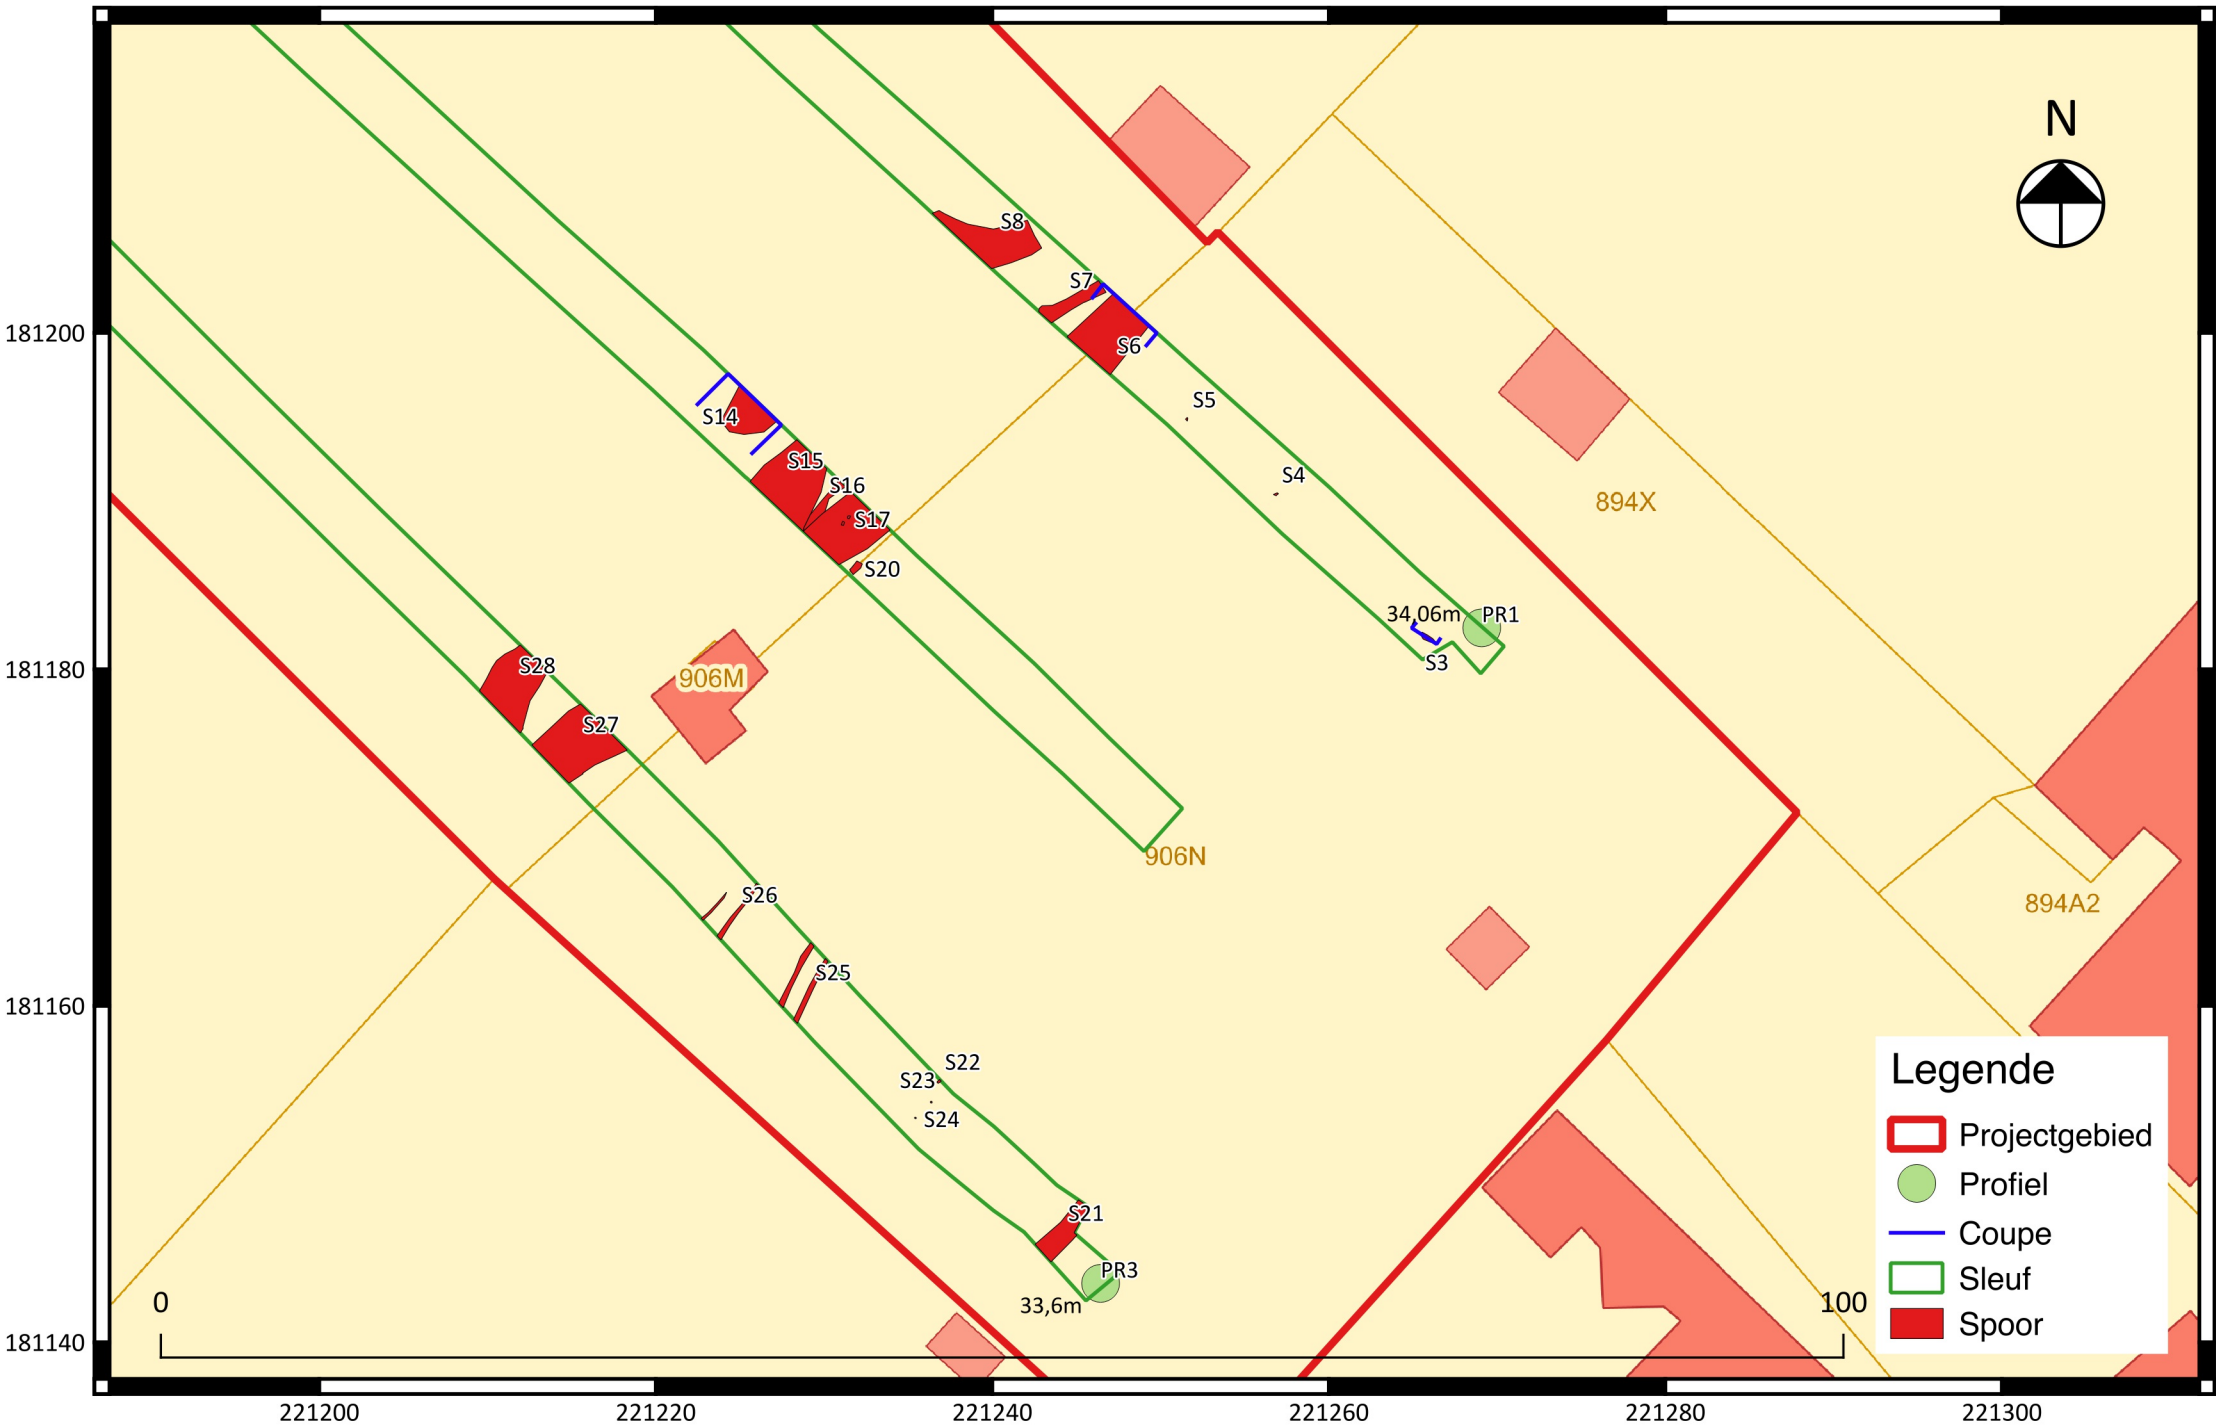 N
S8
S7
181200
S6
S5
S14
S15
S4
S16
894X
S17
S20
34,06m
PR1
S3
181180
S28
906M
S27
906N
S26
894A2
S25
181160
S22
S23
S24
Legende
Projectgebied
Profiel
S21
Coupe
PR3
Sleuf
0
33,6m
100
Spoor
181140
221200
221220
221240
221260
221280
221300